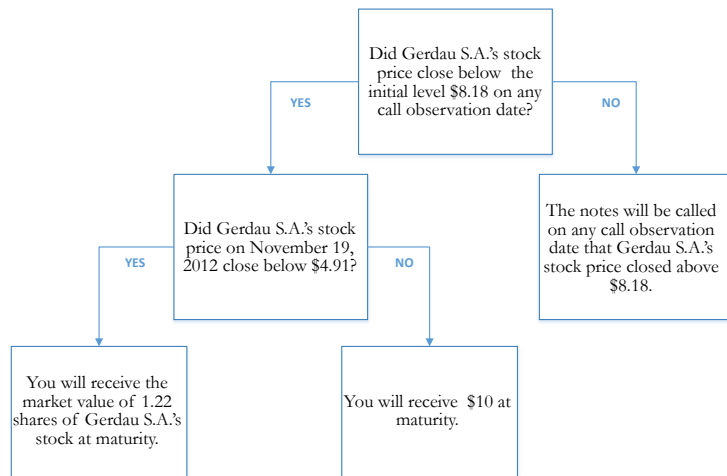 Did Gerdau S.A.'s stock
price close below the
initial level $8.18 on any
call observation date?
YES
NO
Did Gerdau S.A.'s stock
price on November 19,
2012 close below $4.91?
The notes will be called
on any call observation
date that Gerdau S.A.'s
stock price closed above
$8.18.
YES
NO
You will receive the
market value of 1.22
shares of Gerdau S.A.'s
stock at maturity.
You will receive $10 at
maturity.